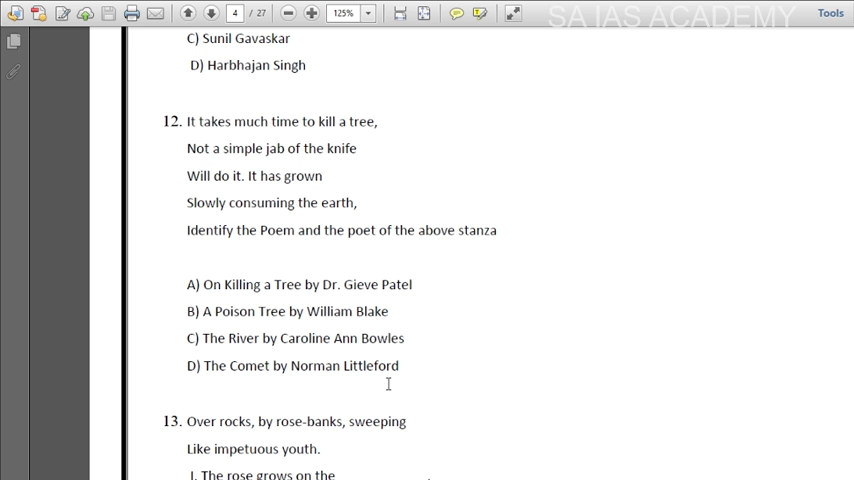 4 / 27
125%
SA IAS ACADEMY
Tools
C) Sunil Gavaskar
D) Harbhajan Singh
12. It takes much time to kill a tree,
Not a simple jab of the knife
Will do it. It has grown
Slowly consuming the earth,
Identify the Poem and the poet of the above stanza
A) On Killing a Tree by Dr. Gieve Patel
B) A Poison Tree by William Blake
C) The River by Caroline Ann Bowles
D) The Comet by Norman Littleford
13. Over rocks, by rose-banks, sweeping
Like impetuous youth.
I. The rose grows on the